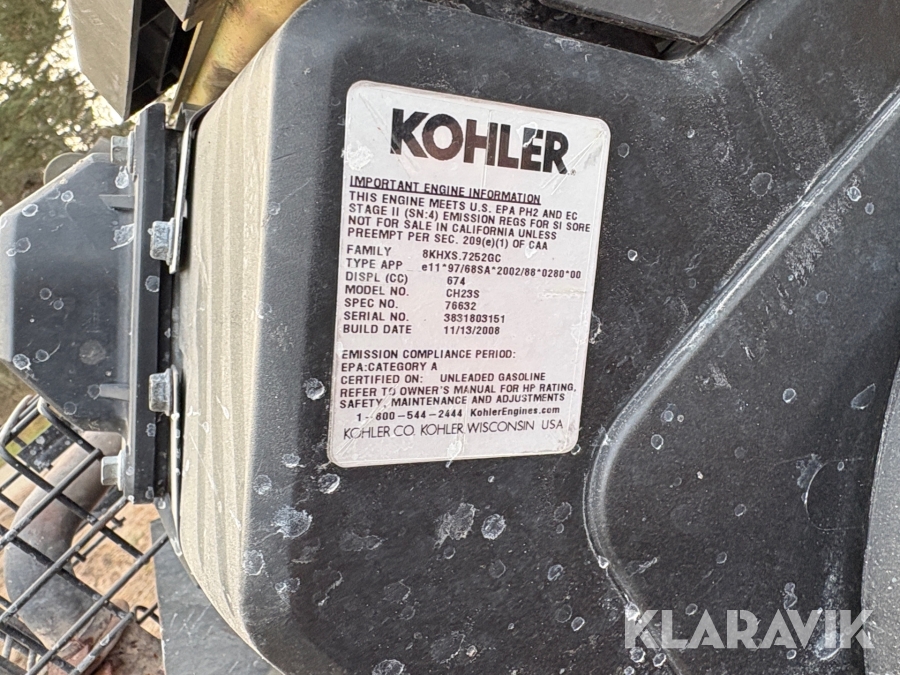 KOHLER
IMPORTANT ENGINE INFORMATION
THIS ENGINE MEETS U.S. EPA PH2 AND EC
STAGE II (SN:4) EMISSION REGS FOR SI SORE
NOT FOR SALE IN CALIFORNIA UNLESS
PREEMPT PER SEC. 209(e)(1) OF CAA
FAMILY 8KHXS.7252GC
TYPE APP e11*97/68SA*2002/88*0280*00
DISPL (CC) 674
MODEL NO. CH23S
SPEC NO. 76632
SERIAL NO. 3831803151
BUILD DATE 11/13/2008
EMISSION COMPLIANCE PERIOD:
EPA:CATEGORY A
CERTIFIED ON: UNLEADED GASOLINE
REFER TO OWNER'S MANUAL FOR HP RATING,
SAFETY, MAINTENANCE AND ADJUSTMENTS
1-800-544-2444 KohlerEngines.com
KOHLER CO. KOHLER, WISCONSIN USA
KLARAVIK